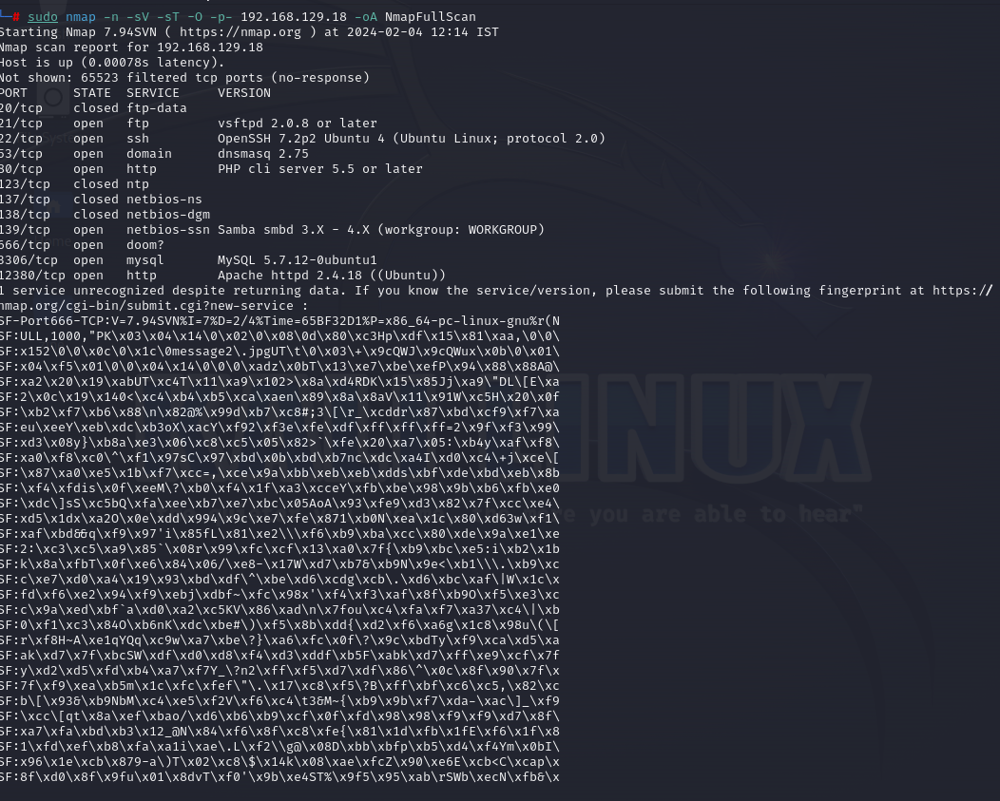 └─# sudo nmap -n -sV -sT -O -p- 192.168.129.18 -oA NmapFullScan
Starting Nmap 7.94SVN ( https://nmap.org ) at 2024-02-04 12:14 IST
Nmap scan report for 192.168.129.18
Host is up (0.00078s latency).
Not shown: 65523 filtered tcp ports (no-response)
PORT      STATE  SERVICE     VERSION
20/tcp    closed ftp-data
21/tcp    open   ftp         vsftpd 2.0.8 or later
22/tcp    open   ssh         OpenSSH 7.2p2 Ubuntu 4 (Ubuntu Linux; protocol 2.0)
53/tcp    open   domain      dnsmasq 2.75
80/tcp    open   http        PHP cli server 5.5 or later
123/tcp   closed ntp
137/tcp   closed netbios-ns
138/tcp   closed netbios-dgm
139/tcp   open   netbios-ssn Samba smbd 3.X - 4.X (workgroup: WORKGROUP)
666/tcp   open   doom?
3306/tcp  open   mysql       MySQL 5.7.12-0ubuntu1
12380/tcp open   http        Apache httpd 2.4.18 ((Ubuntu))
1 service unrecognized despite returning data. If you know the service/version, please submit the following fingerprint at https://
nmap.org/cgi-bin/submit.cgi?new-service :
SF-Port666-TCP:V=7.94SVN%I=7%D=2/4%Time=65BF32D1%P=x86_64-pc-linux-gnu%r(N
SF:ULL,1000,"PK\x03\x04\x14\0\x02\0\x08\0d\x80\xc3Hp\xdf\x15\x81\xaa,\0\0\
SF:x152\0\0\x0c\0\x1c\0message2\.jpgUT\t\0\x03\+\x9cQWJ\x9cQWux\x0b\0\x01\
SF:x04\xf5\x01\0\0\x04\x14\0\0\0\xadz\x0bT\x13\xe7\xbe\xefP\x94\x88\x88A@\
SF:xa2\x20\x19\xabUT\xc4T\x11\xa9\x102>\x8a\xd4RDK\x15\x85Jj\xa9\"DL\[E\xa
SF:2\x0c\x19\x140<\xc4\xb4\xb5\xca\xaen\x89\x8a\x8aV\x11\x91W\xc5H\x20\x0f
SF:\xb2\xf7\xb6\x88\n\x82@%\x99d\xb7\xc8#;3\[\r_\xcddr\x87\xbd\xcf9\xf7\xa
SF:eu\xeeY\xeb\xdc\xb3oX\xacY\xf92\xf3e\xfe\xdf\xff\xff\xff=2\x9f\xf3\x99\
SF:xd3\x08y}\xb8a\xe3\x06\xc8\xc5\x05\x82>`\xfe\x20\xa7\x05:\xb4y\xaf\xf8\
SF:xa0\xf8\xc0\^\xf1\x97sC\x97\xbd\x0b\xbd\xb7nc\xdc\xa4I\xd0\xc4\+j\xce\[
SF:\x87\xa0\xe5\x1b\xf7\xcc=,\xce\x9a\xbb\xeb\xeb\xdds\xbf\xde\xbd\xeb\x8b
SF:\xf4\xfdis\x0f\xeeM\?\xb0\xf4\x1f\xa3\xcceY\xfb\xbe\x98\x9b\xb6\xfb\xe0
SF:\xdc\]sS\xc5bQ\xfa\xee\xb7\xe7\xbc\x05AoA\x93\xfe9\xd3\x82\x7f\xcc\xe4\
SF:xd5\x1dx\xa2O\x0e\xdd\x994\x9c\xe7\xfe\x871\xb0N\xea\x1c\x80\xd63w\xf1\
SF:xaf\xbd&&q\xf9\x97'i\x85fL\x81\xe2\\\xf6\xb9\xba\xcc\x80\xde\x9a\xe1\xe
SF:2:\xc3\xc5\xa9\x85`\x08r\x99\xfc\xcf\x13\xa0\x7f{\xb9\xbc\xe5:i\xb2\x1b
SF:k\x8a\xfbT\x0f\xe6\x84\x06/\xe8-\x17W\xd7\xb7&\xb9N\x9e<\xb1\\\.\xb9\xc
SF:c\xe7\xd0\xa4\x19\x93\xbd\xdf\^\xbe\xd6\xcdg\xcb\.\xd6\xbc\xaf\|W\x1c\x
SF:fd\xf6\xe2\x94\xf9\xebj\xdbf~\xfc\x98x'\xf4\xf3\xaf\x8f\xb9O\xf5\xe3\xc
SF:c\x9a\xed\xbf`a\xd0\xa2\xc5KV\x86\xad\n\x7fou\xc4\xfa\xf7\xa37\xc4\|\xb
SF:0\xf1\xc3\x84O\xb6nK\xdc\xbe#\)\xf5\x8b\xdd{\xd2\xf6\xa6g\x1c8\x98u\(\[
SF:r\xf8H~A\xe1qYQq\xc9w\xa7\xbe\?}\xa6\xfc\x0f\?\x9c\xbdTy\xf9\xca\xd5\xa
SF:ak\xd7\x7f\xbcSW\xdf\xd0\xd8\xf4\xd3\xddf\xb5F\xabk\xd7\xff\xe9\xcf\x7f
SF:y\xd2\xd5\xfd\xb4\xa7\xf7Y_\?n2\xff\xf5\xd7\xdf\x86\^\x0c\x8f\x90\x7f\x
SF:7f\xf9\xea\xb5m\x1c\xfc\xfef\"\.\x17\xc8\xf5\?B\xff\xbf\xc6\xc5,\x82\xc
SF:b\[\x93&\xb9NbM\xc4\xe5\xf2V\xf6\xc4\t3&M~{\xb9\x9b\xf7\xda-\xac\]_\xf9
SF:\xcc\[qt\x8a\xef\xbao/\xd6\xb6\xb9\xcf\x0f\xfd\x98\x98\xf9\xf9\xd7\x8f\
SF:xa7\xfa\xbd\xb3\x12_@N\x84\xf6\x8f\xc8\xfe{\x81\x1d\xfb\x1fE\xf6\x1f\x8
SF:1\xfd\xef\xb8\xfa\xa1i\xae\.L\xf2\\g@\x08D\xbb\xbfp\xb5\xd4\xf4Ym\x0bI\
SF:x96\x1e\xcb\x879-a\)T\x02\xc8\$\x14k\x08\xae\xfcZ\x90\xe6E\xcb<C\xcap\x
SF:8f\xd0\x8f\x9fu\x01\x8dvT\xf0'\x9b\xe4ST%\x9f5\x95\xab\rSWb\xecN\xfb&\x